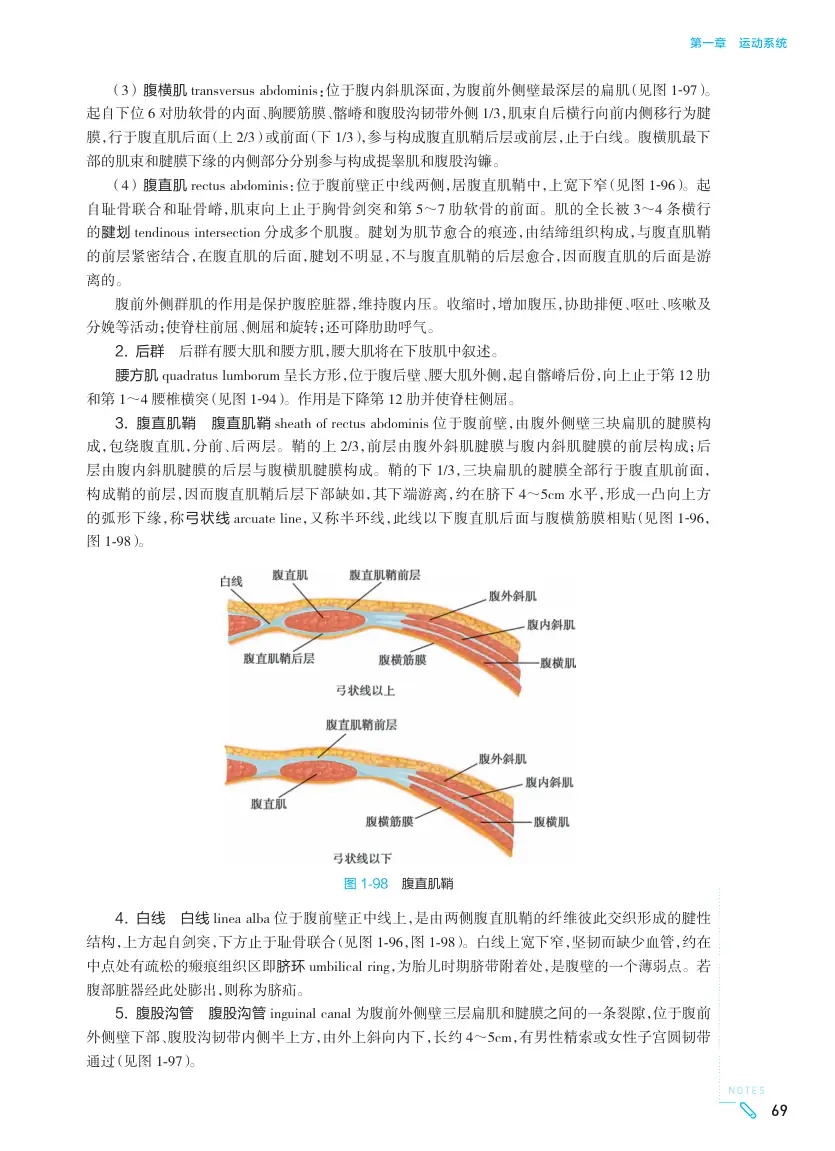 第一章 运动系统
（3）腹横肌 transversus abdominis：位于腹内斜肌深面，为腹前外侧壁最深层的扁肌（见图 1-97）。
起自下位 6 对肋软骨的内面、胸腰筋膜、髂嵴和腹股沟韧带外侧 1/3，肌束自后横行向前内侧移行为腱
膜，行于腹直肌后面（上 2/3）或前面（下 1/3），参与构成腹直肌鞘后层或前层，止于白线。腹横肌最下
部的肌束和腱膜下缘的内侧部分分别参与构成提睾肌和腹股沟镰。
（4）腹直肌 rectus abdominis：位于腹前壁正中线两侧，居腹直肌鞘中，上宽下窄（见图 1-96）。起
自耻骨联合和耻骨嵴，肌束向上止于胸骨剑突和第 5～7 肋软骨的前面。肌的全长被 3～4 条横行
的腱划 tendinous intersection 分成多个肌腹。腱划为肌节愈合的痕迹，由结缔组织构成，与腹直肌鞘
的前层紧密结合，在腹直肌的后面，腱划不明显，不与腹直肌鞘的后层愈合，因而腹直肌的后面是游
离的。
腹前外侧群肌的作用是保护腹腔脏器，维持腹内压。收缩时，增加腹压，协助排便、呕吐、咳嗽及
分娩等活动；使脊柱前屈、侧屈和旋转；还可降肋助呼气。
2. 后群 后群有腰大肌和腰方肌，腰大肌将在下肢肌中叙述。
腰方肌 quadratus lumborum 呈长方形，位于腹后壁、腰大肌外侧，起自髂嵴后份，向上止于第 12 肋
和第 1～4 腰椎横突（见图 1-94）。作用是下降第 12 肋并使脊柱侧屈。
3. 腹直肌鞘 腹直肌鞘 sheath of rectus abdominis 位于腹前壁，由腹外侧壁三块扁肌的腱膜构
成，包绕腹直肌，分前、后两层。鞘的上 2/3，前层由腹外斜肌腱膜与腹内斜肌腱膜的前层构成；后
层由腹内斜肌腱膜的后层与腹横肌腱膜构成。鞘的下 1/3，三块扁肌的腱膜全部行于腹直肌前面，
构成鞘的前层，因而腹直肌鞘后层下部缺如，其下端游离，约在脐下 4～5cm 水平，形成一凸向上方
的弧形下缘，称弓状线 arcuate line，又称半环线，此线以下腹直肌后面与腹横筋膜相贴（见图 1-96，
图 1-98）。
白线
腹直肌
腹直肌鞘前层
腹外斜肌
腹内斜肌
腹直肌鞘后层
腹横筋膜
腹横肌
弓状线以上
腹直肌鞘前层
腹外斜肌
腹内斜肌
腹直肌
腹横筋膜
腹横肌
弓状线以下
图 1-98 腹直肌鞘
4. 白线 白线 linea alba 位于腹前壁正中线上，是由两侧腹直肌鞘的纤维彼此交织形成的腱性
结构，上方起自剑突，下方止于耻骨联合（见图 1-96，图 1-98）。白线上宽下窄，坚韧而缺少血管，约在
中点处有疏松的瘢痕组织区即脐环 umbilical ring，为胎儿时期脐带附着处，是腹壁的一个薄弱点。若
腹部脏器经此处膨出，则称为脐疝。
5. 腹股沟管 腹股沟管 inguinal canal 为腹前外侧壁三层扁肌和腱膜之间的一条裂隙，位于腹前
外侧壁下部、腹股沟韧带内侧半上方，由外上斜向内下，长约 4～5cm，有男性精索或女性子宫圆韧带
通过（见图 1-97）。
NOTES
69